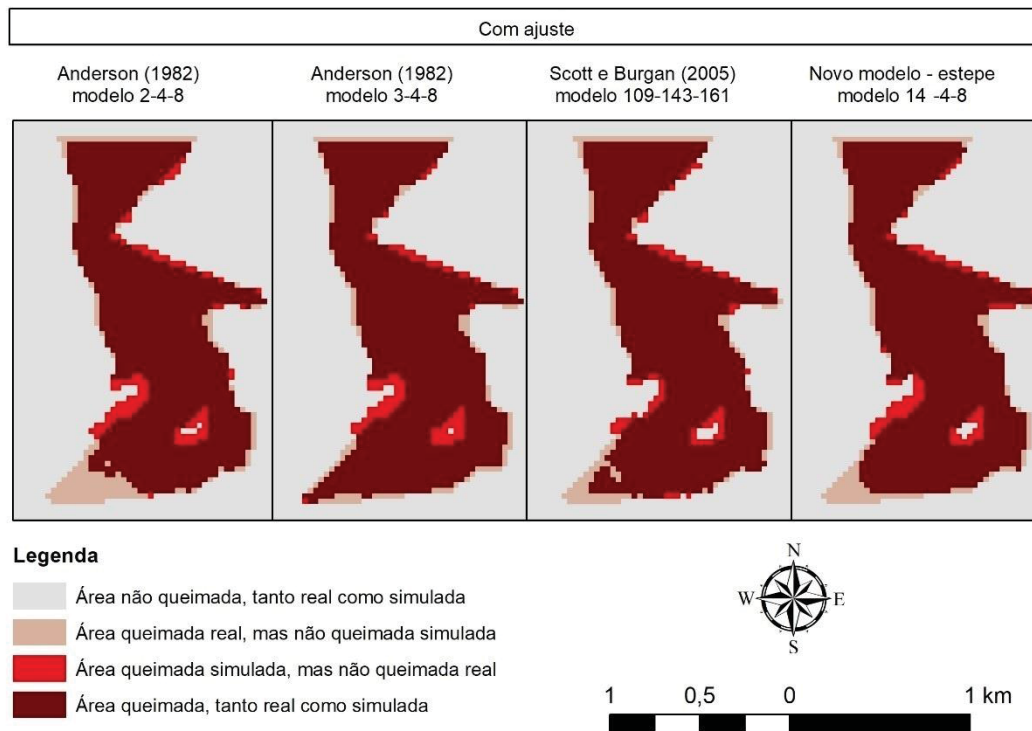 Com ajuste
Anderson (1982)
modelo 2-4-8
Anderson (1982)
modelo 3-4-8
Scott e Burgan (2005)
modelo 109-143-161
Novo modelo - estepe
modelo 14 -4-8
Legenda
Área não queimada, tanto real como simulada
Área queimada real, mas não queimada simulada
Área queimada simulada, mas não queimada real
Área queimada, tanto real como simulada
N
W E
S
1 0,5 0 1 km